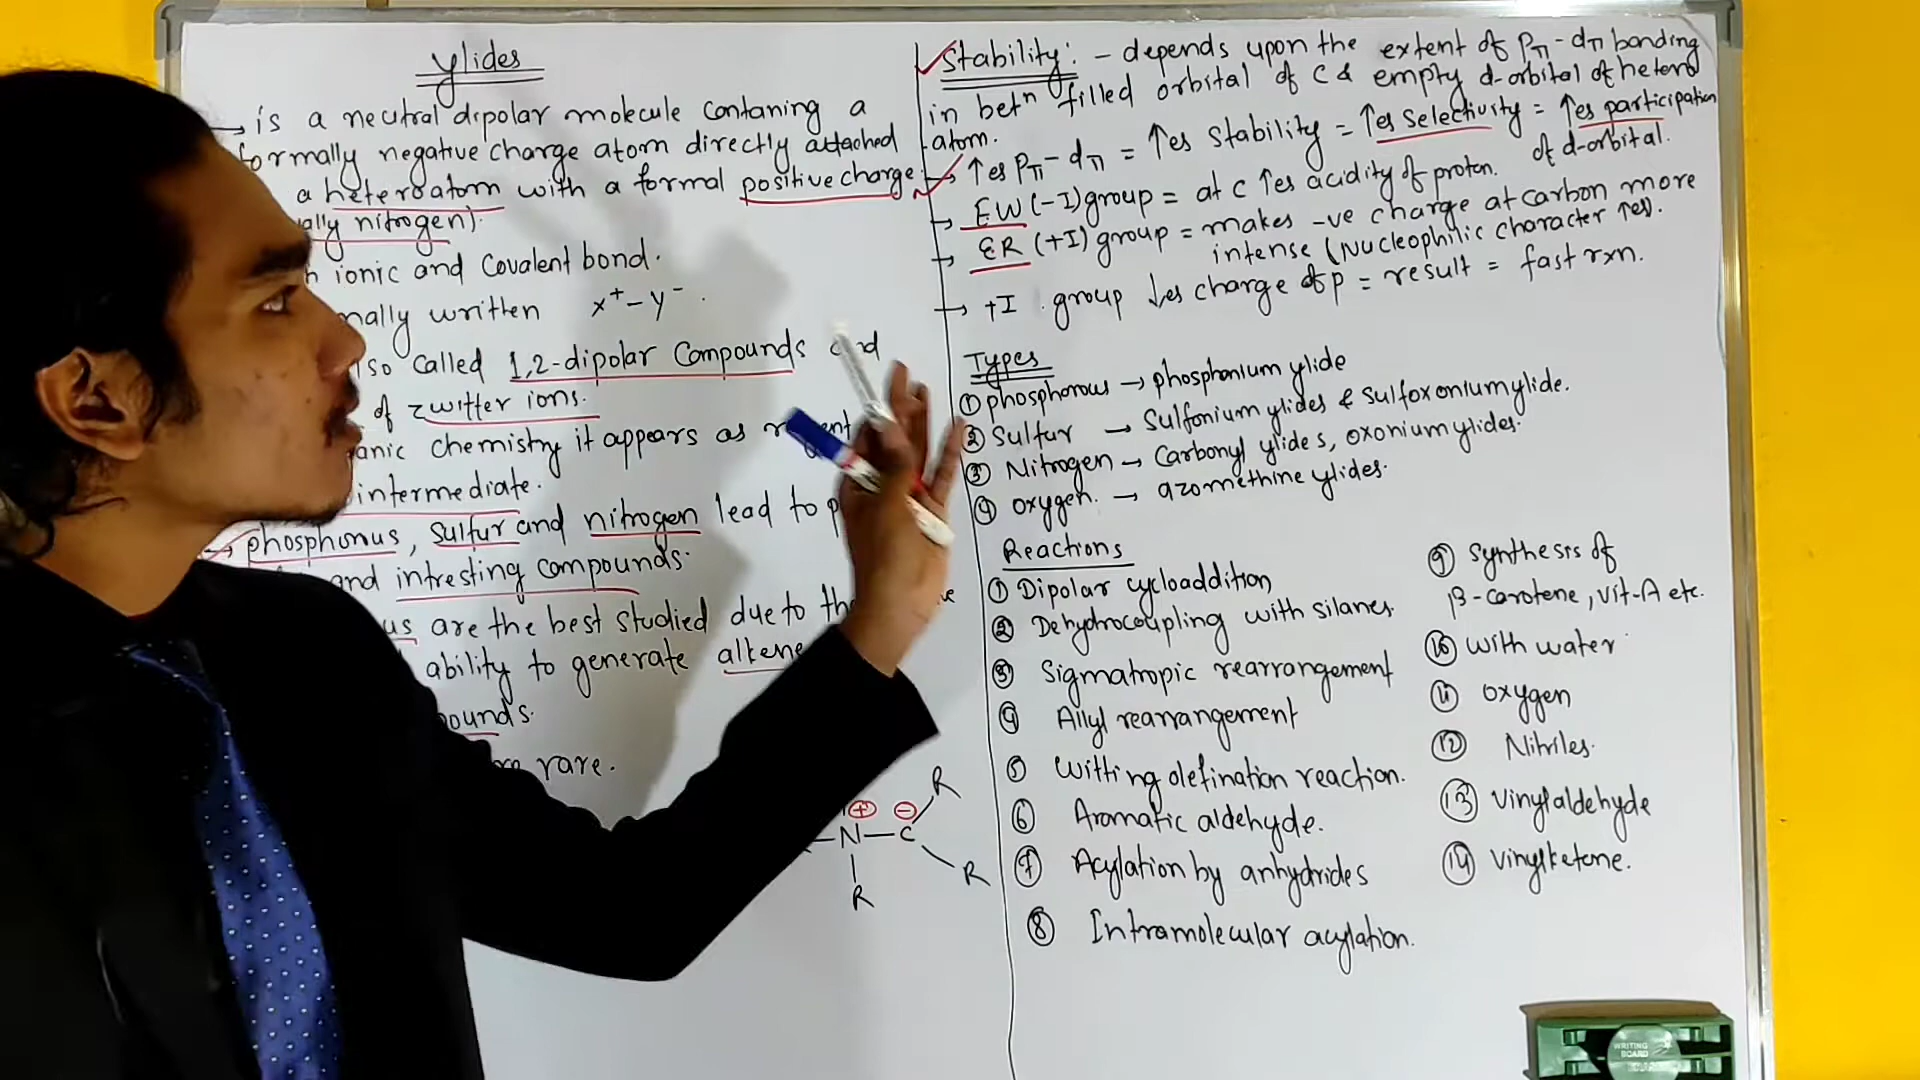 ylides
→ is a neutral dipolar molecule contaning a
formally negative charge atom directly attached
a heteroatom with a formal positive charge
ally nitrogen).
h ionic and covalent bond.
mally written x⁺-y⁻.
lso called 1,2-dipolar compounds and
of zwitter ions.
anic chemistry it appears as
intermediate.
→ phosphorus, sulfur and nitrogen lead to
and intresting compounds.
us are the best studied due to
ability to generate alkene
ounds.
rare.
⊕ ⊖ R
—N—C
R
R
Stability: - depends upon the extent of Pπ-dπ bonding
in betⁿ filled orbital of C & empty d-orbital of hetero
atom.
→ ↑es Pπ-dπ = ↑es stability = ↑es selectivity = ↑es participation
of d-orbital.
→ EW (-I) group = at C ↑es acidity of proton.
→ ER (+I) group = makes -ve charge at carbon more
intense (Nucleophilic character ↑es).
→ +I group ↓es charge of p = result = fast rxn.
Types
① phosphorous → phosphonium ylide
② Sulfur → Sulfonium ylides & sulfoxonium ylide.
③ Nitrogen → Carbonyl ylides, oxonium ylides.
④ oxygen. → azomethine ylides.
Reactions
① Dipolar cycloaddition
② Dehydrocoupling with silanes.
③ Sigmatropic rearrangement
④ Allyl rearrangement
⑤ Witting olefination reaction.
⑥ Aromatic aldehyde.
⑦ Acylation by anhydrides
⑧ Intramolecular acylation.
⑨ Synthesis of
β-carotene, vit-A etc.
⑩ with water
⑪ oxygen
⑫ Nitriles.
⑬ vinylaldehyde
⑭ vinylketone.
WRITING
BOARD